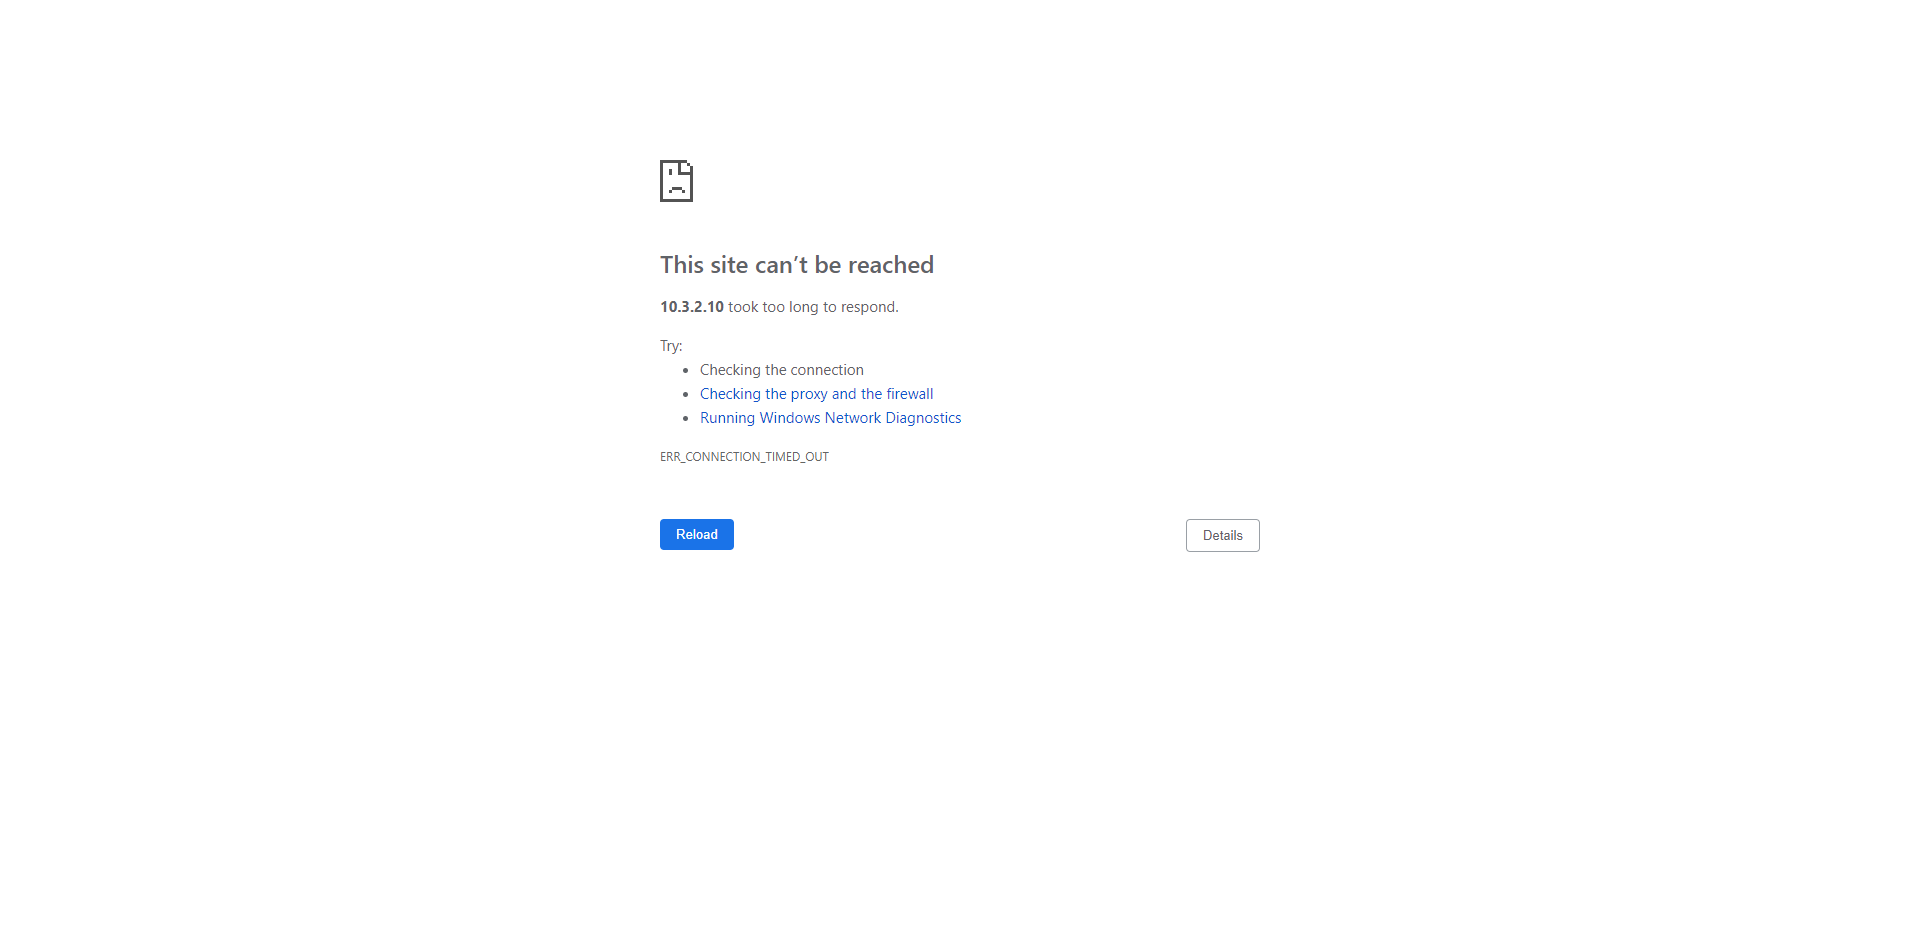 This site can’t be reached
10.3.2.10 took too long to respond.
Try:
Checking the connection
Checking the proxy and the firewall
Running Windows Network Diagnostics
ERR_CONNECTION_TIMED_OUT
Reload
Details